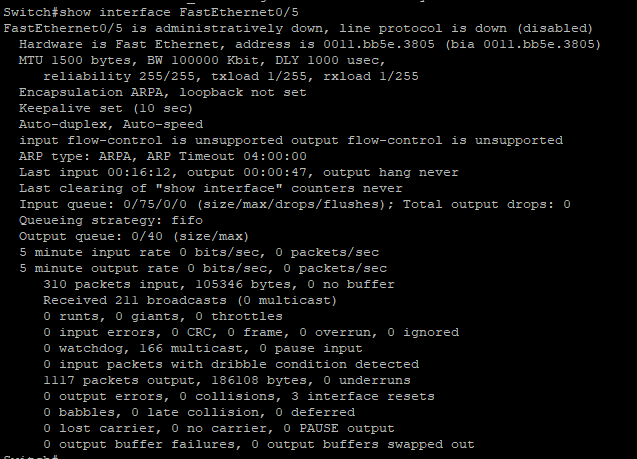 Switch#show interface FastEthernet0/5
FastEthernet0/5 is administratively down, line protocol is down (disabled)
  Hardware is Fast Ethernet, address is 0011.bb5e.3805 (bia 0011.bb5e.3805)
  MTU 1500 bytes, BW 100000 Kbit, DLY 1000 usec,
     reliability 255/255, txload 1/255, rxload 1/255
  Encapsulation ARPA, loopback not set
  Keepalive set (10 sec)
  Auto-duplex, Auto-speed
  input flow-control is unsupported output flow-control is unsupported
  ARP type: ARPA, ARP Timeout 04:00:00
  Last input 00:16:12, output 00:00:47, output hang never
  Last clearing of "show interface" counters never
  Input queue: 0/75/0/0 (size/max/drops/flushes); Total output drops: 0
  Queueing strategy: fifo
  Output queue: 0/40 (size/max)
  5 minute input rate 0 bits/sec, 0 packets/sec
  5 minute output rate 0 bits/sec, 0 packets/sec
     310 packets input, 105346 bytes, 0 no buffer
     Received 211 broadcasts (0 multicast)
     0 runts, 0 giants, 0 throttles
     0 input errors, 0 CRC, 0 frame, 0 overrun, 0 ignored
     0 watchdog, 166 multicast, 0 pause input
     0 input packets with dribble condition detected
     1117 packets output, 186108 bytes, 0 underruns
     0 output errors, 0 collisions, 3 interface resets
     0 babbles, 0 late collision, 0 deferred
     0 lost carrier, 0 no carrier, 0 PAUSE output
     0 output buffer failures, 0 output buffers swapped out